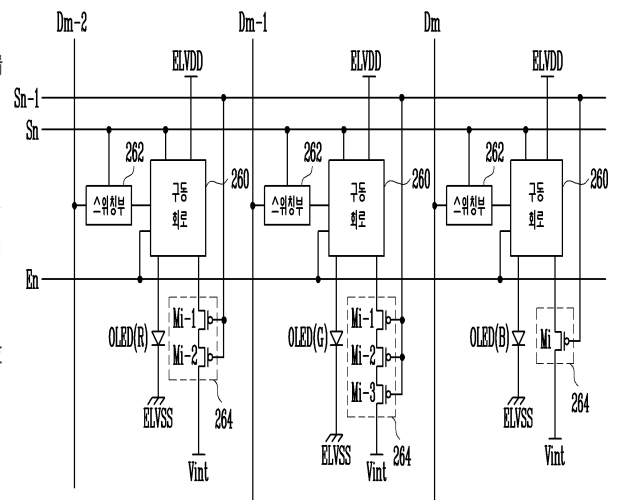 Dm-2 Dm-1 Dm
ELVDD ELVDD ELVDD
Sn-1
Sn
262 262 262
260 260 260
스위칭부 구동 회로 스위칭부 구동 회로 스위칭부 구동 회로
En
Mi-1 Mi-1
OLED(R) OLED(G) OLED(B) Mi
Mi-2 Mi-2
Mi-3
264 264 264
ELVSS ELVSS ELVSS
Vint Vint Vint